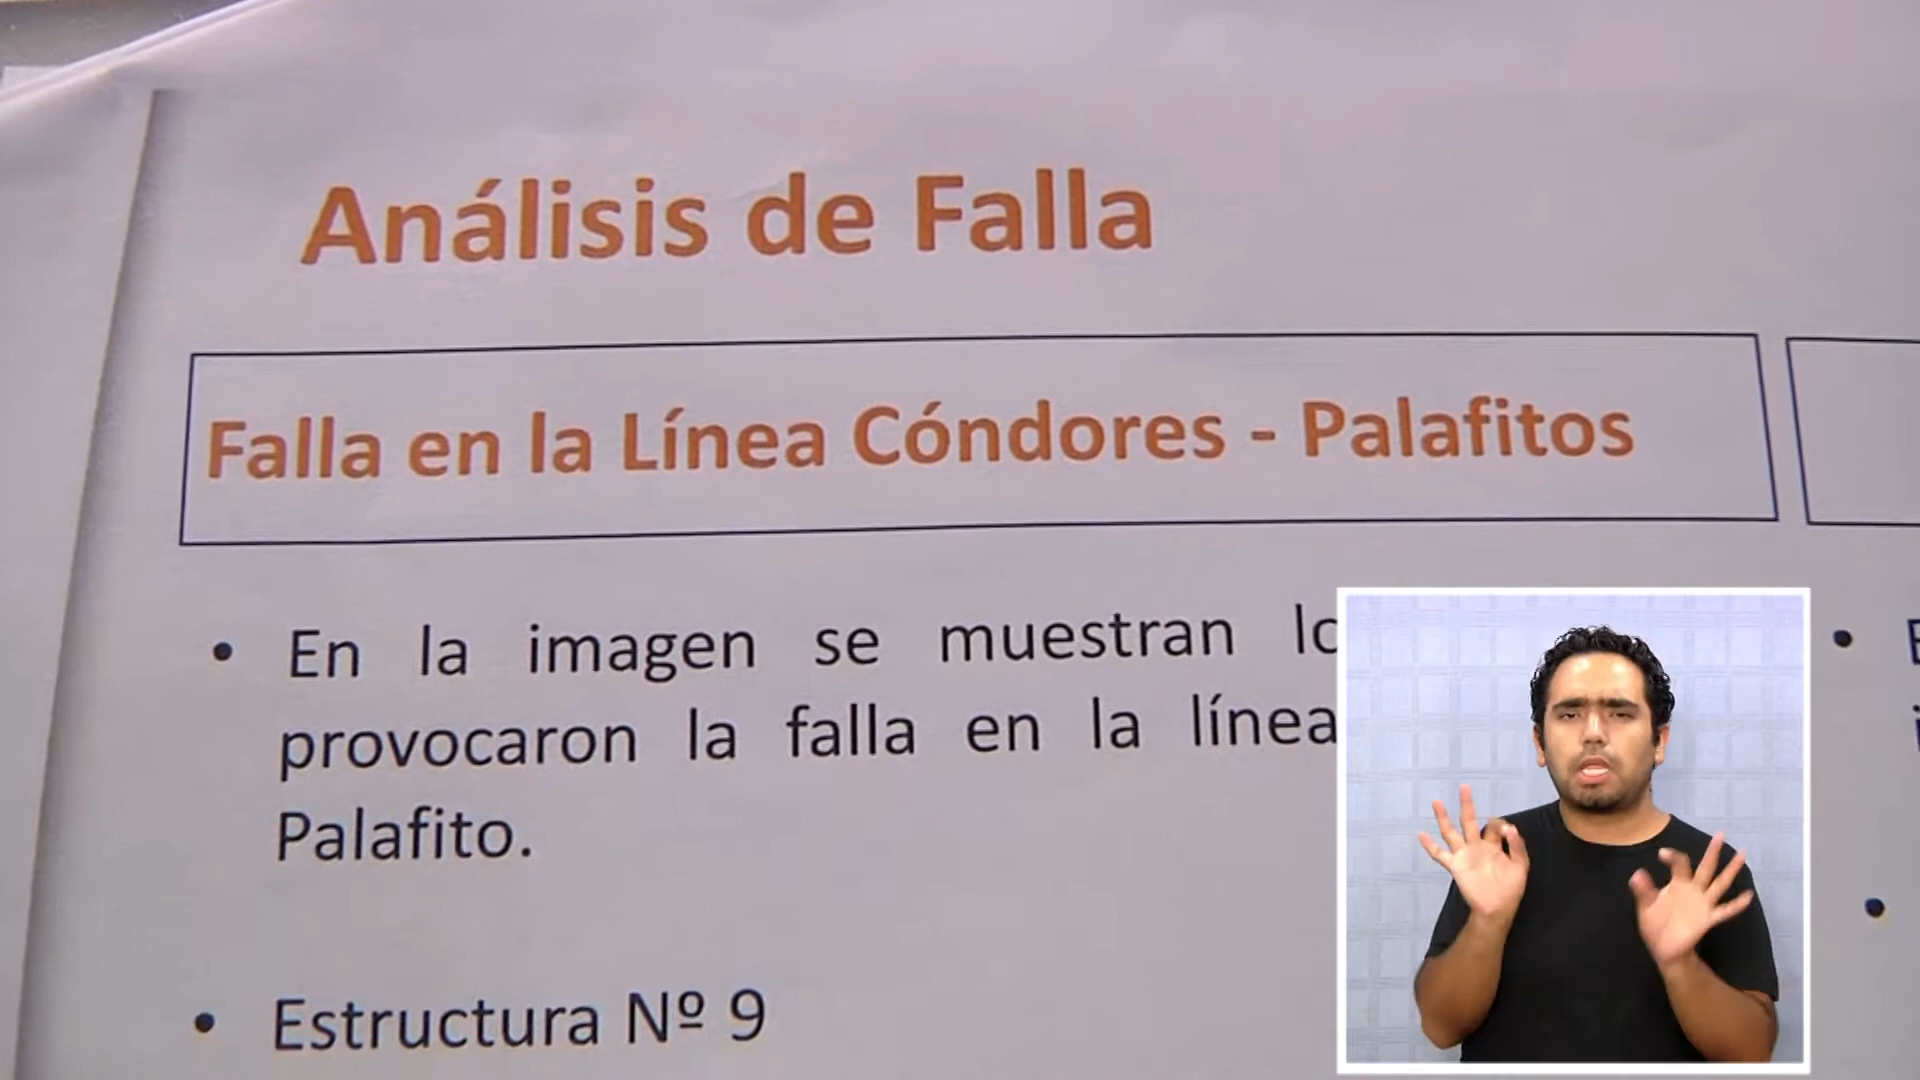 Análisis de Falla
Falla en la Línea Cóndores - Palafitos
• En la imagen se muestran
provocaron la falla en la línea
Palafito.
• Estructura Nº 9